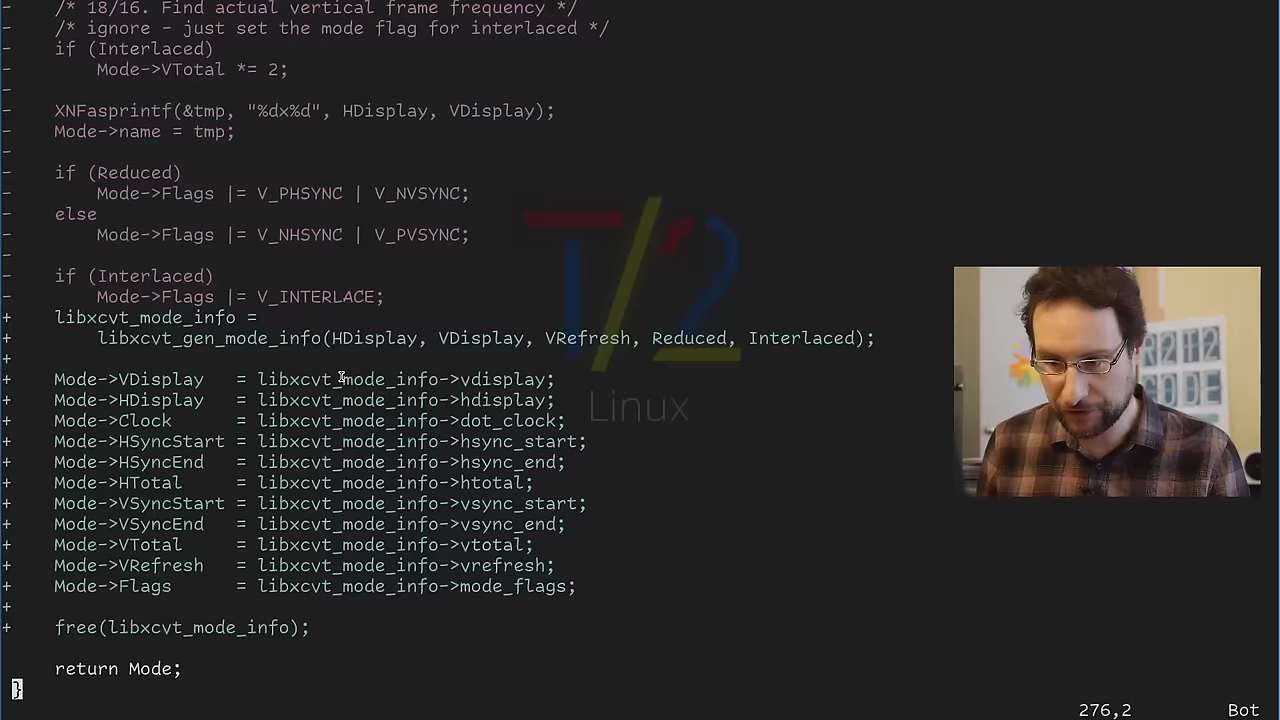 -    /* 18/16. Find actual vertical frame frequency */
-    /* ignore - just set the mode flag for interlaced */
-    if (Interlaced)
-        Mode->VTotal *= 2;
-
-    XNFasprintf(&tmp, "%dx%d", HDisplay, VDisplay);
-    Mode->name = tmp;
-
-    if (Reduced)
-        Mode->Flags |= V_PHSYNC | V_NVSYNC;
-    else
-        Mode->Flags |= V_NHSYNC | V_PVSYNC;
-
-    if (Interlaced)
-        Mode->Flags |= V_INTERLACE;
+    libxcvt_mode_info =
+        libxcvt_gen_mode_info(HDisplay, VDisplay, VRefresh, Reduced, Interlaced);
+
+    Mode->VDisplay   = libxcvt_mode_info->vdisplay;
+    Mode->HDisplay   = libxcvt_mode_info->hdisplay;
+    Mode->Clock      = libxcvt_mode_info->dot_clock;
+    Mode->HSyncStart = libxcvt_mode_info->hsync_start;
+    Mode->HSyncEnd   = libxcvt_mode_info->hsync_end;
+    Mode->HTotal     = libxcvt_mode_info->htotal;
+    Mode->VSyncStart = libxcvt_mode_info->vsync_start;
+    Mode->VSyncEnd   = libxcvt_mode_info->vsync_end;
+    Mode->VTotal     = libxcvt_mode_info->vtotal;
+    Mode->VRefresh   = libxcvt_mode_info->vrefresh;
+    Mode->Flags      = libxcvt_mode_info->mode_flags;
+
+    free(libxcvt_mode_info);
     return Mode;
}
276,2 Bot
T/2
Linux